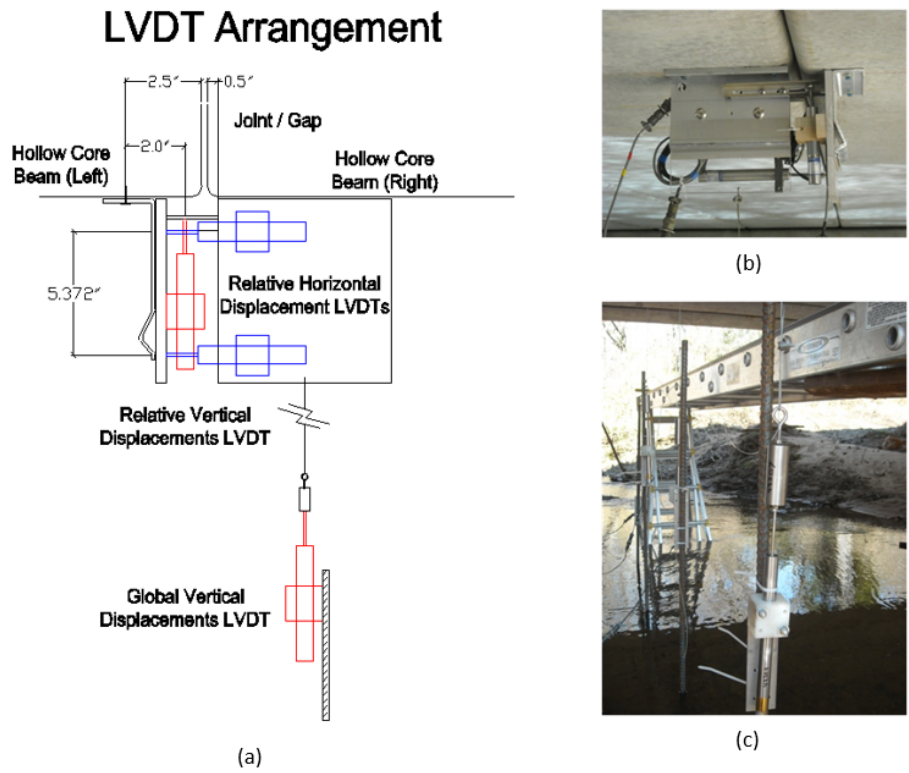 LVDT Arrangement
2.5"
0.5"
Joint / Gap
Hollow Core
Beam (Left)
2.0"
Hollow Core
Beam (Right)
5.372"
Relative Horizontal
Displacement LVDTs
Relative Vertical
Displacements LVDT
Global Vertical
Displacements LVDT
(a)
(b)
(c)